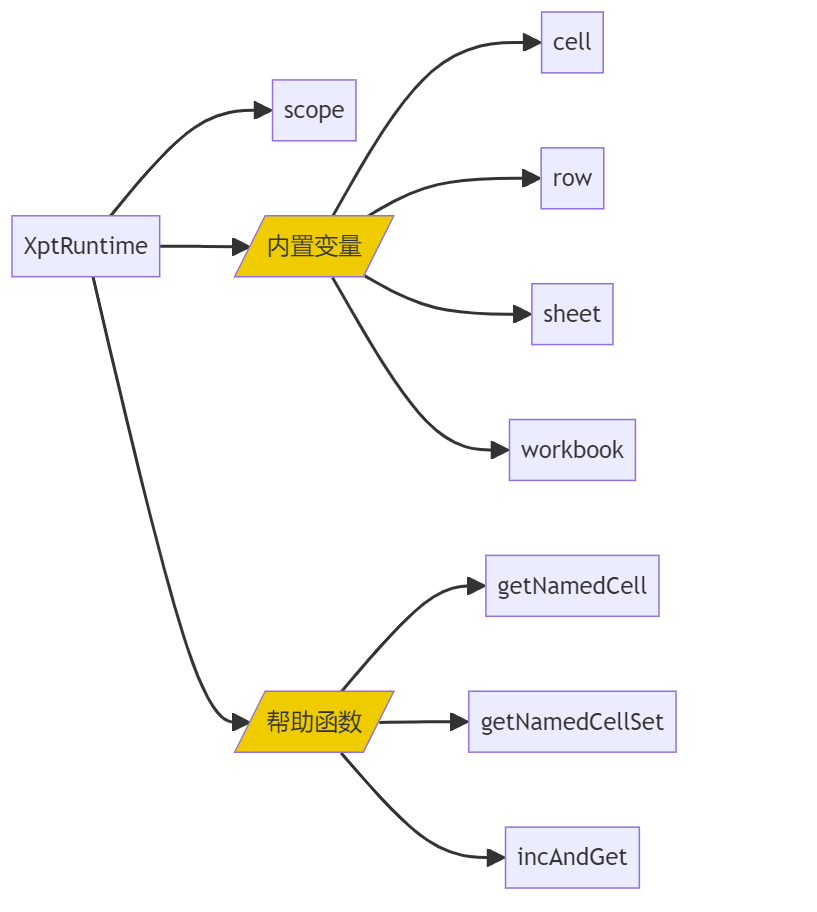 cell
scope
row
XptRuntime
内置变量
sheet
workbook
getNamedCell
帮助函数
getNamedCellSet
incAndGet